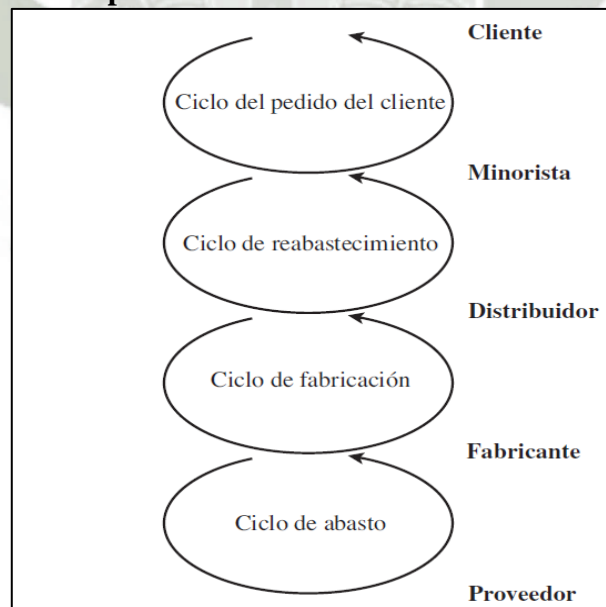 Cliente
Ciclo del pedido del cliente
Minorista
Ciclo de reabastecimiento
Distribuidor
Ciclo de fabricación
Fabricante
Ciclo de abasto
Proveedor